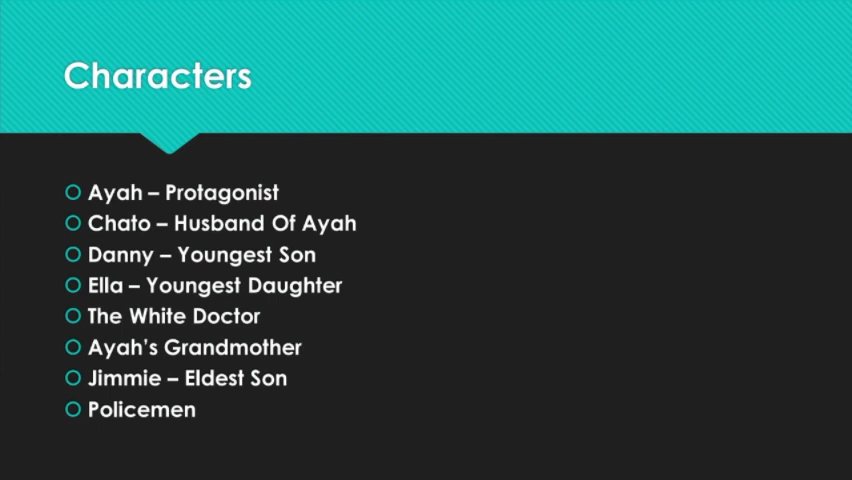 Characters
Ayah – Protagonist
Chato – Husband Of Ayah
Danny – Youngest Son
Ella – Youngest Daughter
The White Doctor
Ayah's Grandmother
Jimmie – Eldest Son
Policemen